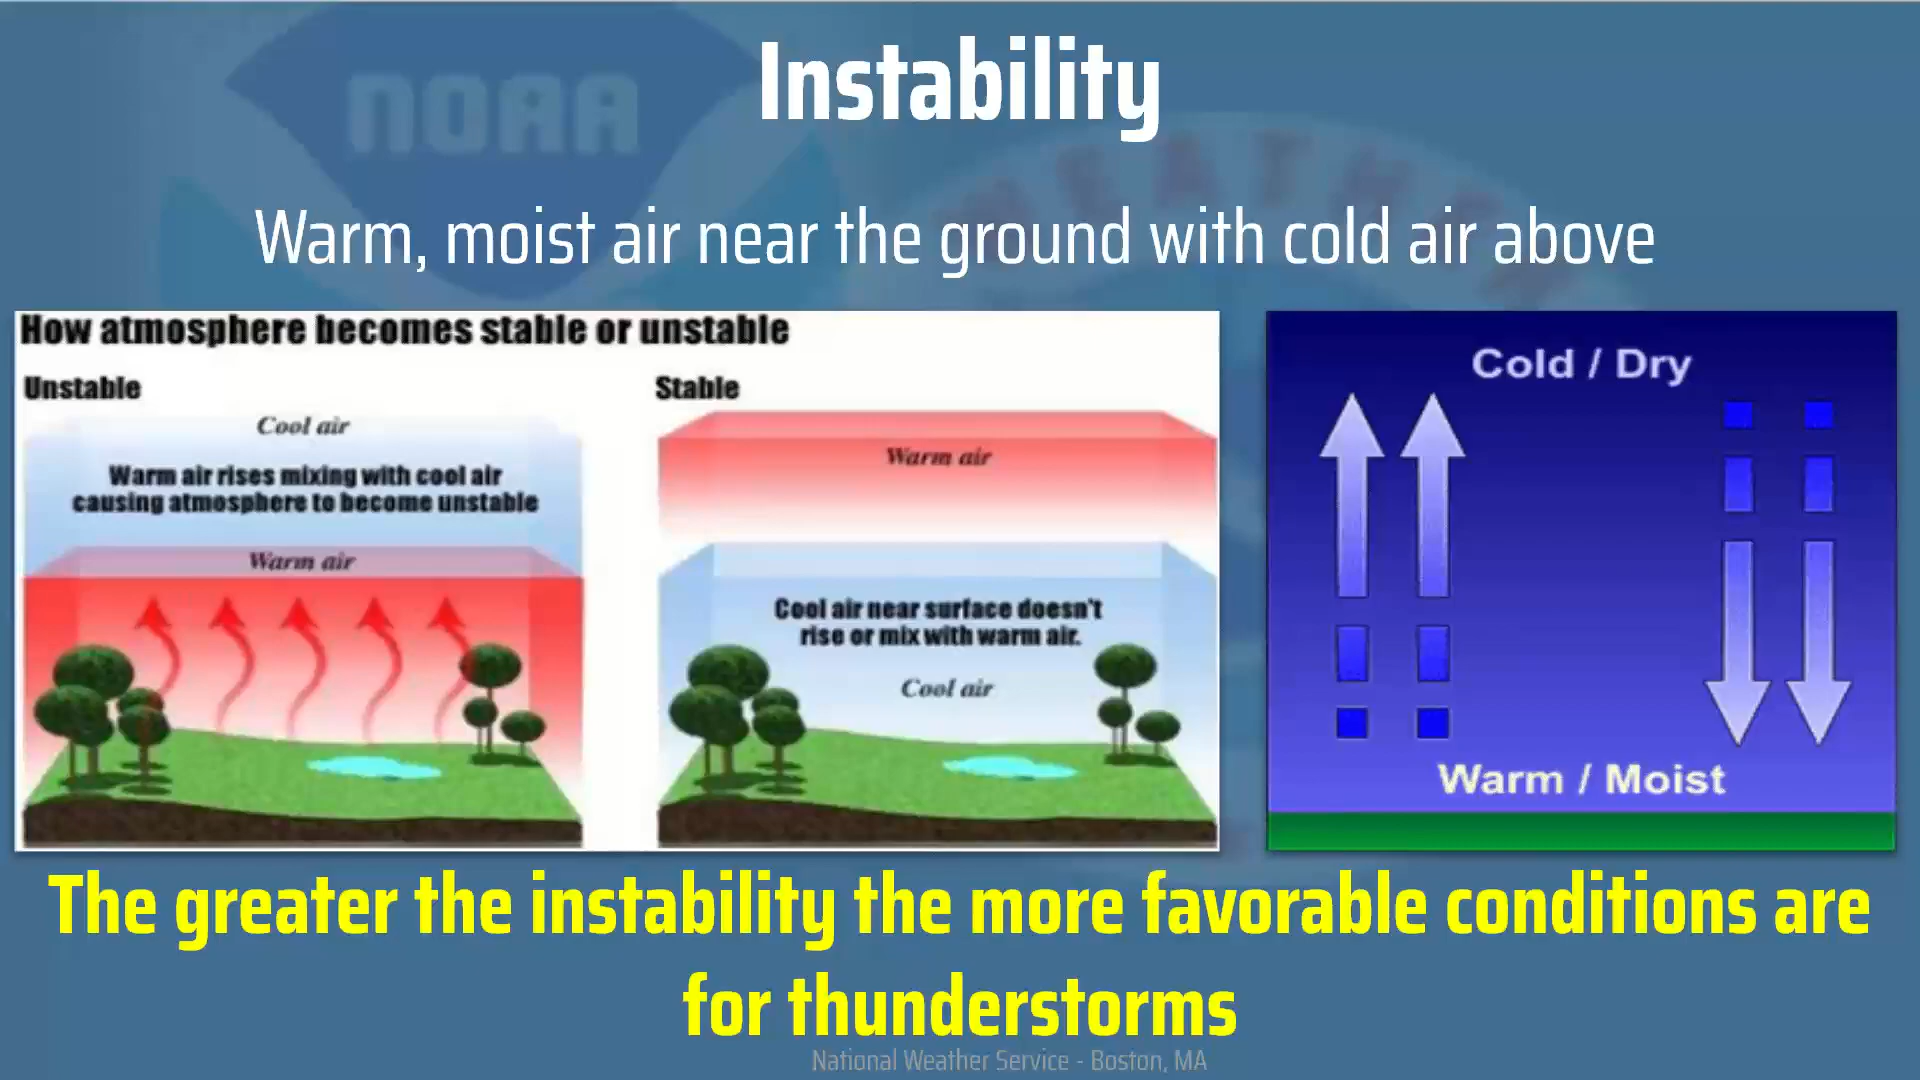 NOAA
WEATHER
Instability
Warm, moist air near the ground with cold air above
How atmosphere becomes stable or unstable
Unstable
Cool air
Warm air rises mixing with cool air
causing atmosphere to become unstable
Warm air
Stable
Warm air
Cool air near surface doesn't
rise or mix with warm air.
Cool air
Cold / Dry
Warm / Moist
The greater the instability the more favorable conditions are
for thunderstorms
National Weather Service - Boston, MA